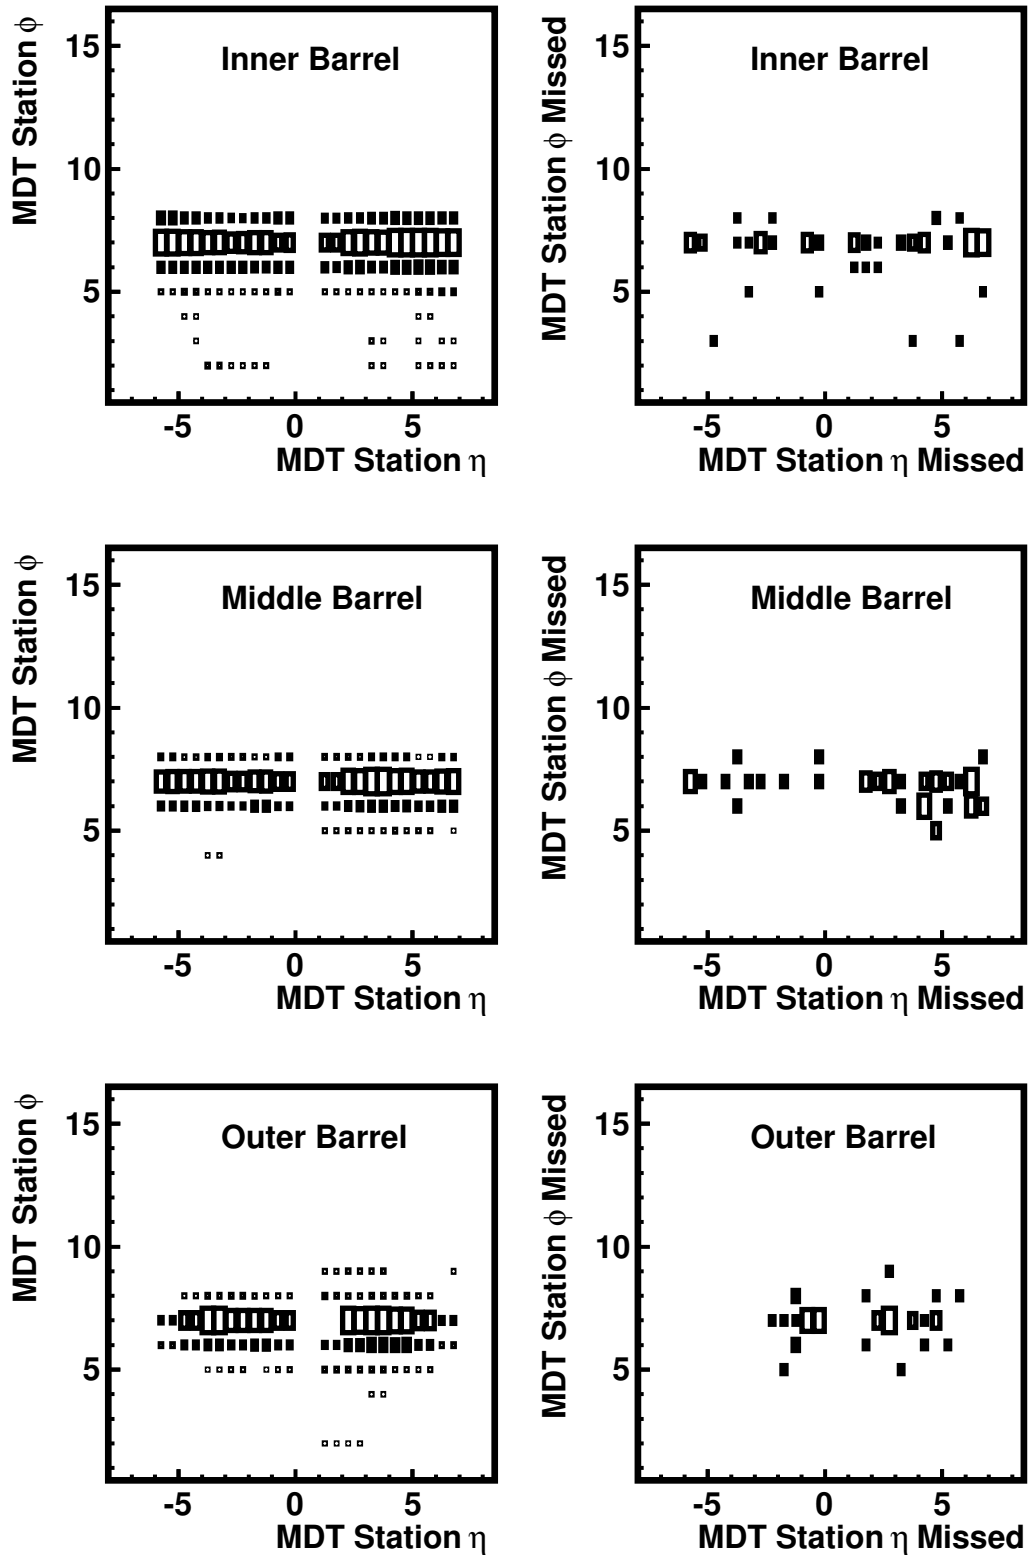 MDT Station ϕ
15
10
5
Inner Barrel
-5 0 5
MDT Station η
MDT Station ϕ Missed
15
10
5
Inner Barrel
-5 0 5
MDT Station η Missed
MDT Station ϕ
15
10
5
Middle Barrel
-5 0 5
MDT Station η
MDT Station ϕ Missed
15
10
5
Middle Barrel
-5 0 5
MDT Station η Missed
MDT Station ϕ
15
10
5
Outer Barrel
-5 0 5
MDT Station η
MDT Station ϕ Missed
15
10
5
Outer Barrel
-5 0 5
MDT Station η Missed